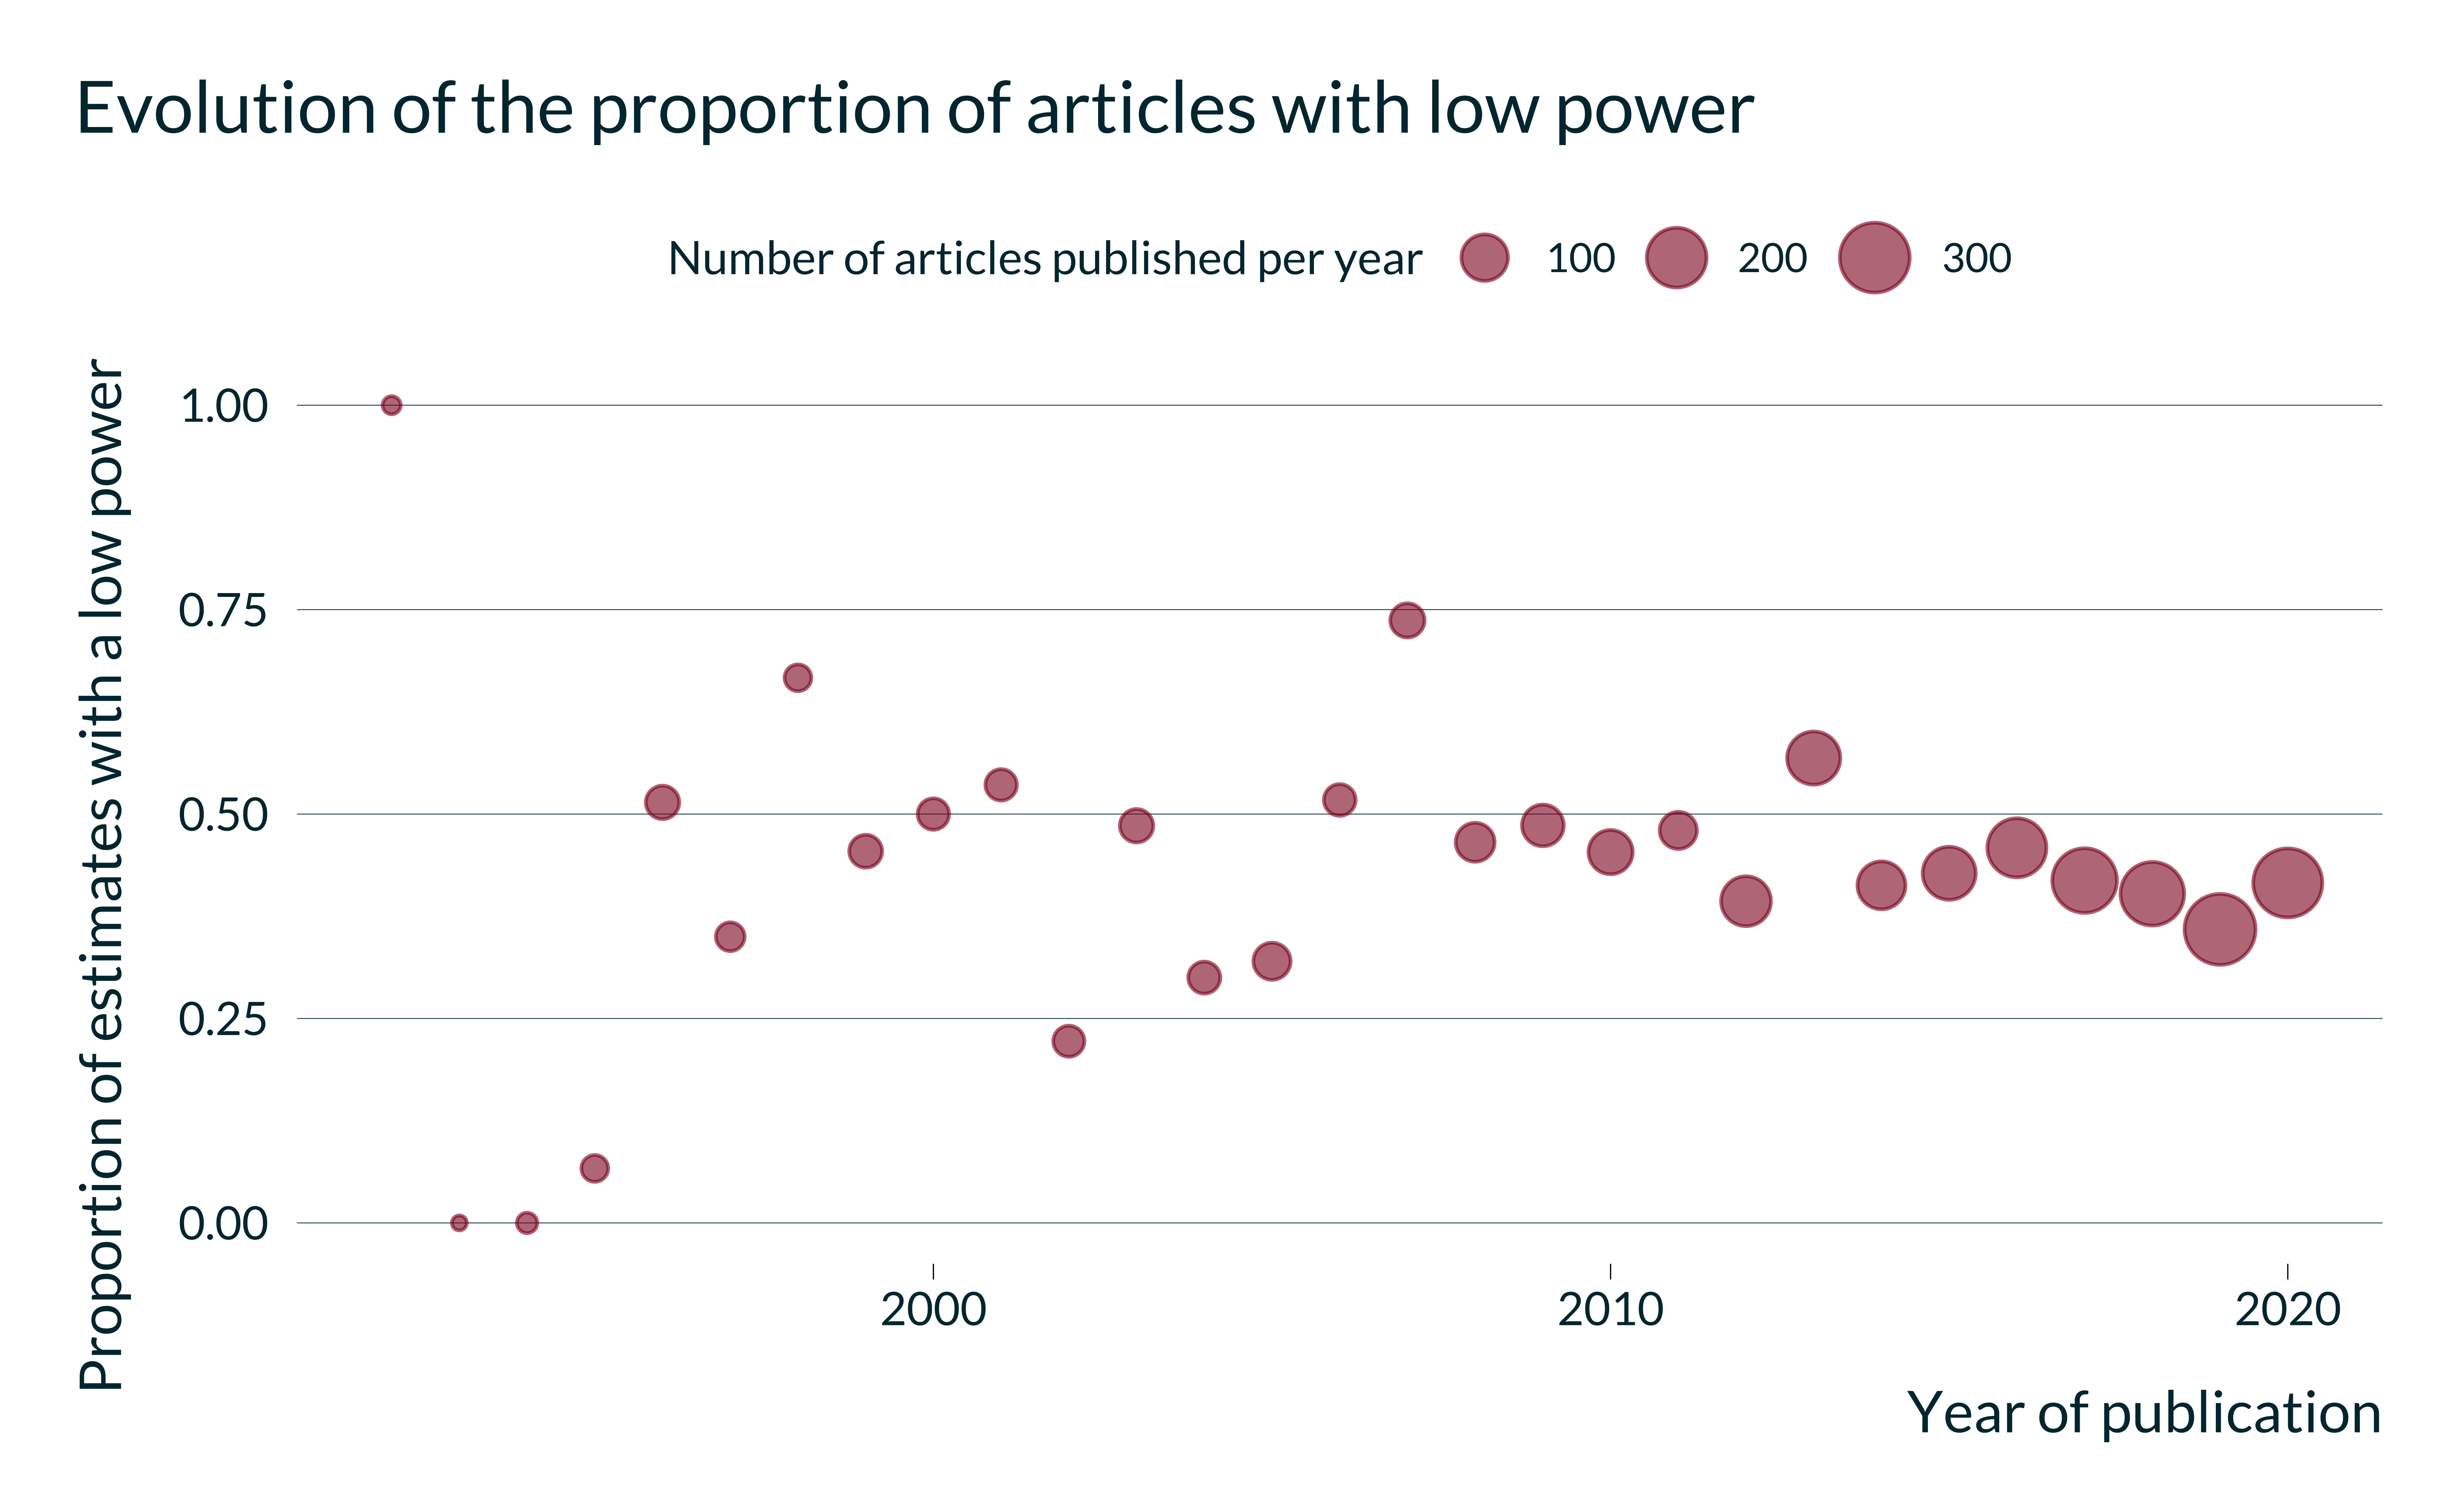 Evolution of the proportion of articles with low power
Number of articles published per year 100 200 300
Proportion of estimates with a low power
1.00
0.75
0.50
0.25
0.00
2000 2010 2020
Year of publication